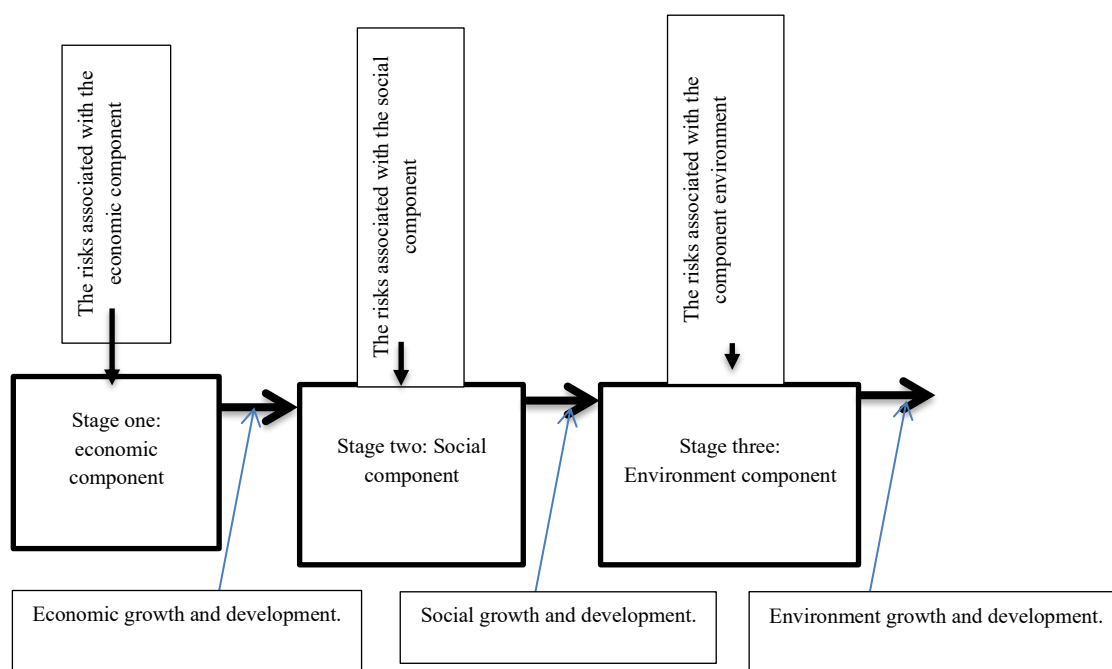 The risks associated with the
economic component
The risks associated with the social
component
The risks associated with the
component environment
Stage one:
economic
component
Stage two: Social
component
Stage three:
Environment component
Economic growth and development.
Social growth and development.
Environment growth and development.